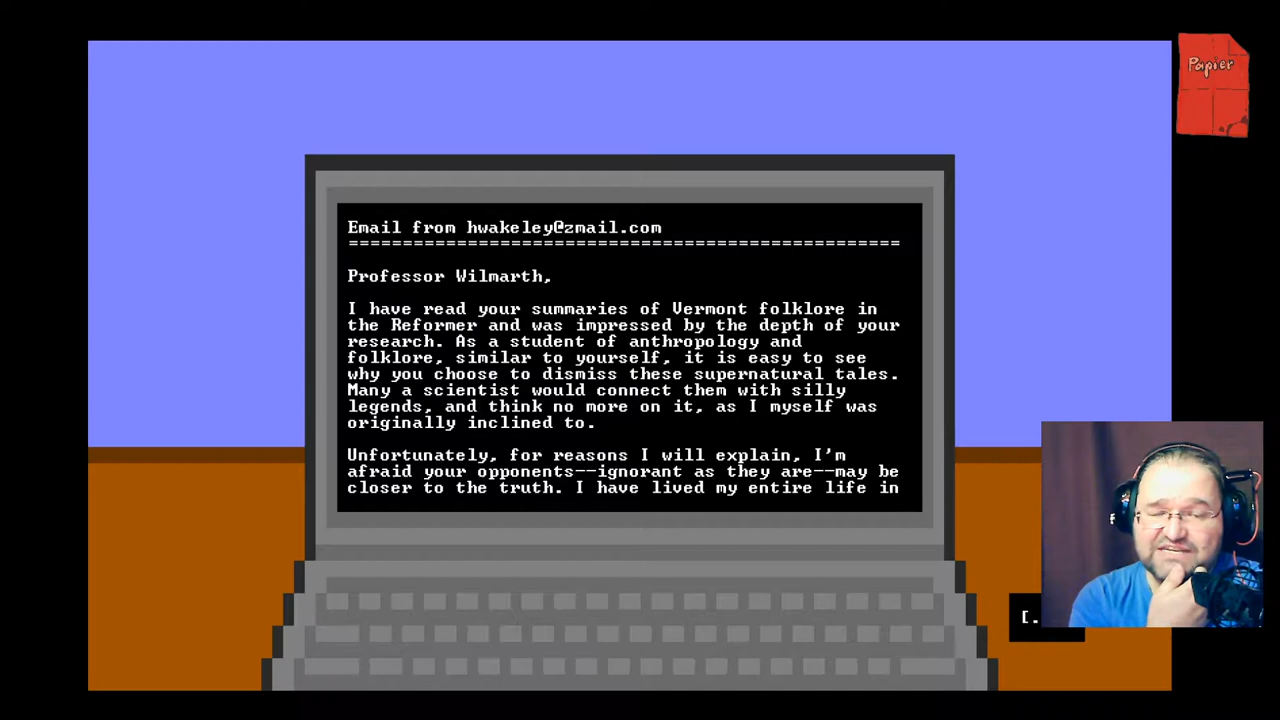 Papier
Email from hwakeley@zmail.com
===================================================
Professor Wilmarth,
I have read your summaries of Vermont folklore in
the Reformer and was impressed by the depth of your
research. As a student of anthropology and
folklore, similar to yourself, it is easy to see
why you choose to dismiss these supernatural tales.
Many a scientist would connect them with silly
legends, and think no more on it, as I myself was
originally inclined to.
Unfortunately, for reasons I will explain, I'm
afraid your opponents--ignorant as they are--may be
closer to the truth. I have lived my entire life in
[.